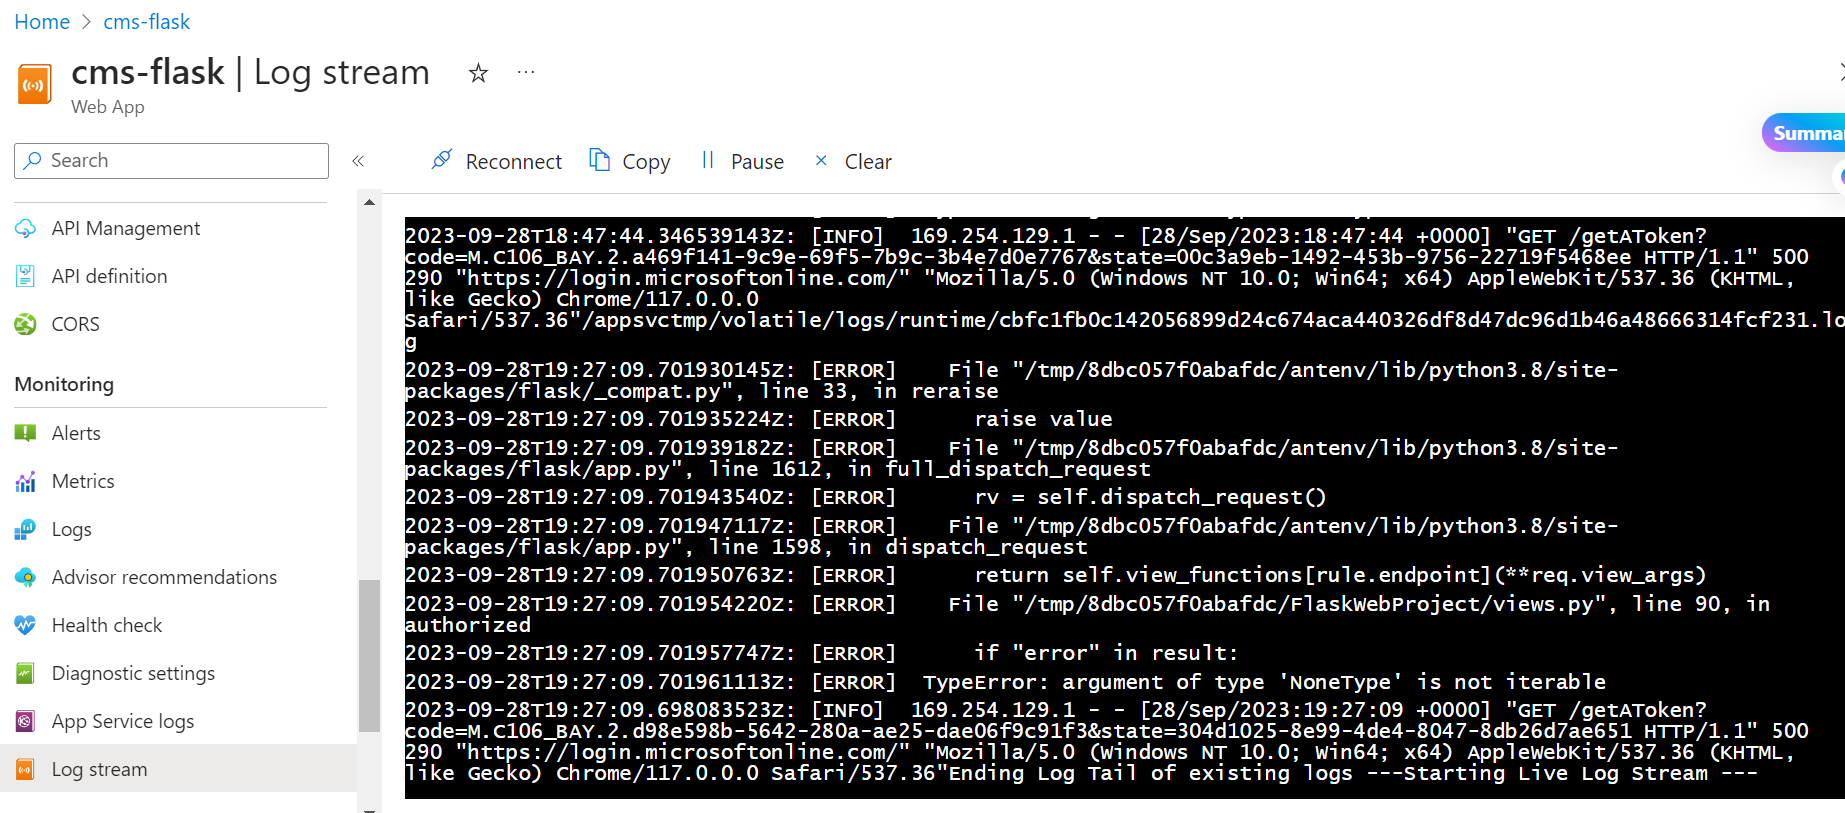 Home > cms-flask
cms-flask | Log stream
Web App
Summa
Search
Reconnect Copy Pause Clear
API Management
API definition
CORS
Monitoring
Alerts
Metrics
Logs
Advisor recommendations
Health check
Diagnostic settings
App Service logs
Log stream
2023-09-28T18:47:44.346539143Z: [INFO]  169.254.129.1 - - [28/Sep/2023:18:47:44 +0000] "GET /getAToken?
code=M.C106_BAY.2.a469f141-9c9e-69f5-7b9c-3b4e7d0e7767&state=00c3a9eb-1492-453b-9756-22719f5468ee HTTP/1.1" 500
290 "https://login.microsoftonline.com/" "Mozilla/5.0 (Windows NT 10.0; Win64; x64) AppleWebKit/537.36 (KHTML,
like Gecko) Chrome/117.0.0.0
Safari/537.36"/appsvctmp/volatile/logs/runtime/cbfc1fb0c142056899d24c674aca440326df8d47dc96d1b46a48666314fcf231.lo
g
2023-09-28T19:27:09.701930145Z: [ERROR]    File "/tmp/8dbc057f0abafdc/antenv/lib/python3.8/site-
packages/flask/_compat.py", line 33, in reraise
2023-09-28T19:27:09.701935224Z: [ERROR]      raise value
2023-09-28T19:27:09.701939182Z: [ERROR]    File "/tmp/8dbc057f0abafdc/antenv/lib/python3.8/site-
packages/flask/app.py", line 1612, in full_dispatch_request
2023-09-28T19:27:09.701943540Z: [ERROR]      rv = self.dispatch_request()
2023-09-28T19:27:09.701947117Z: [ERROR]    File "/tmp/8dbc057f0abafdc/antenv/lib/python3.8/site-
packages/flask/app.py", line 1598, in dispatch_request
2023-09-28T19:27:09.701950763Z: [ERROR]      return self.view_functions[rule.endpoint](**req.view_args)
2023-09-28T19:27:09.701954220Z: [ERROR]    File "/tmp/8dbc057f0abafdc/FlaskWebProject/views.py", line 90, in
authorized
2023-09-28T19:27:09.701957747Z: [ERROR]      if "error" in result:
2023-09-28T19:27:09.701961113Z: [ERROR]  TypeError: argument of type 'NoneType' is not iterable
2023-09-28T19:27:09.698083523Z: [INFO]  169.254.129.1 - - [28/Sep/2023:19:27:09 +0000] "GET /getAToken?
code=M.C106_BAY.2.d98e598b-5642-280a-ae25-dae06f9c91f3&state=304d1025-8e99-4de4-8047-8db26d7ae651 HTTP/1.1" 500
290 "https://login.microsoftonline.com/" "Mozilla/5.0 (Windows NT 10.0; Win64; x64) AppleWebKit/537.36 (KHTML,
like Gecko) Chrome/117.0.0.0 Safari/537.36"Ending Log Tail of existing logs ---Starting Live Log Stream ---